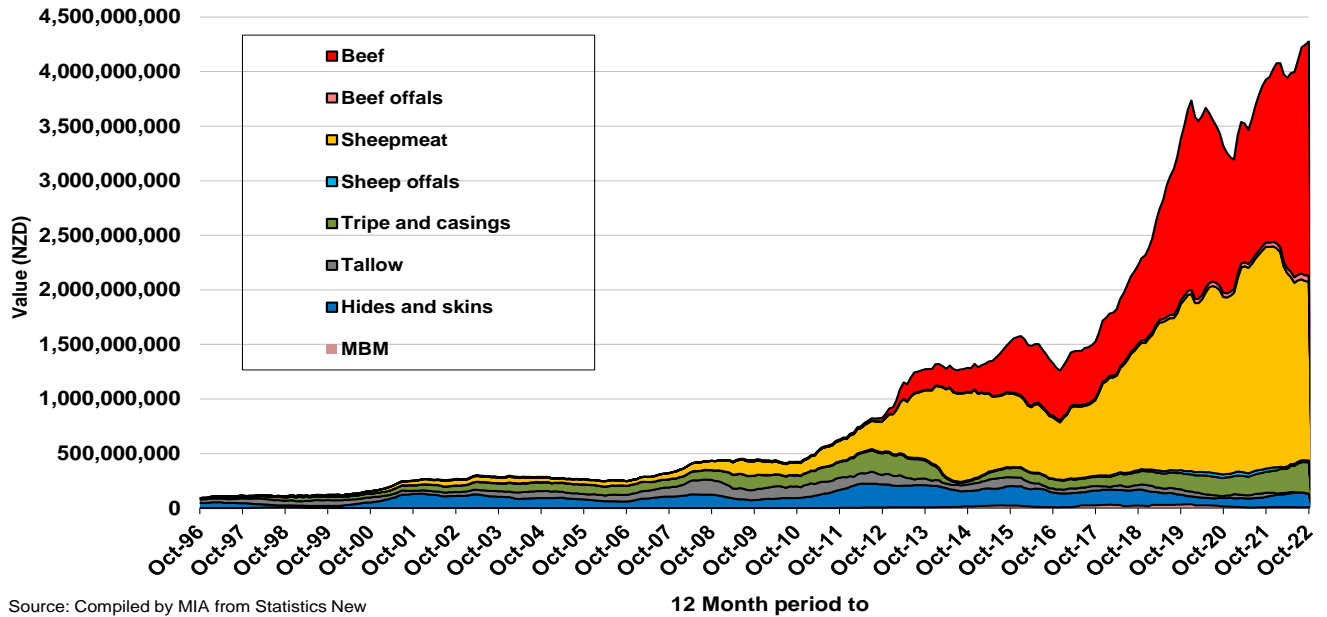 4,500,000,000
4,000,000,000
3,500,000,000
3,000,000,000
2,500,000,000
2,000,000,000
1,500,000,000
1,000,000,000
500,000,000
0
Value (NZD)
Beef
Beef offals
Sheepmeat
Sheep offals
Tripe and casings
Tallow
Hides and skins
MBM
Oct-96
Oct-97
Oct-98
Oct-99
Oct-00
Oct-01
Oct-02
Oct-03
Oct-04
Oct-05
Oct-06
Oct-07
Oct-08
Oct-09
Oct-10
Oct-11
Oct-12
Oct-13
Oct-14
Oct-15
Oct-16
Oct-17
Oct-18
Oct-19
Oct-20
Oct-21
Oct-22
Source: Compiled by MIA from Statistics New
12 Month period to